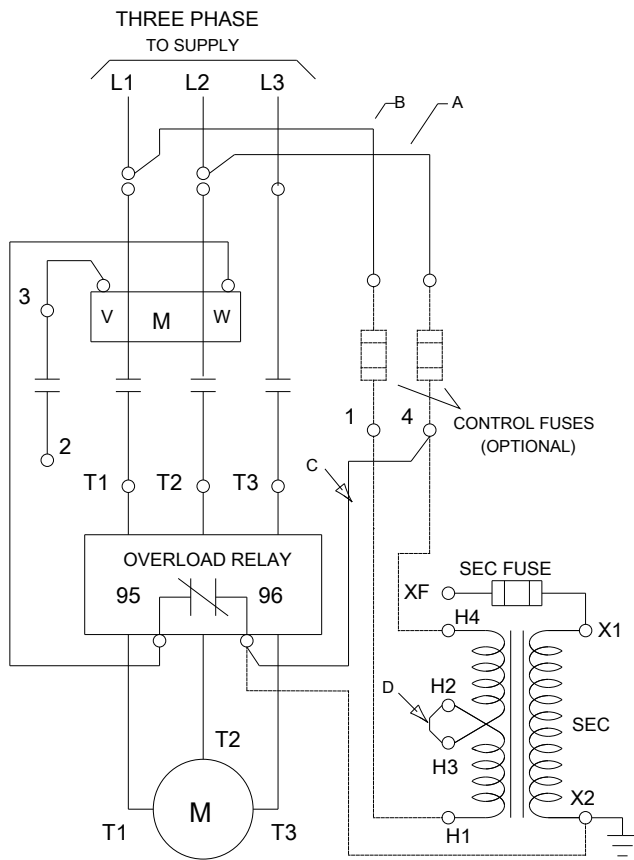 THREE PHASE
TO SUPPLY
L1 L2 L3
B A
3
V M W
2
1 4
CONTROL FUSES
(OPTIONAL)
T1 T2 T3
C
OVERLOAD RELAY
95 96
SEC FUSE
XF
H4 X1
D H2
SEC
H3
T2
X2
M
T1 T3 H1